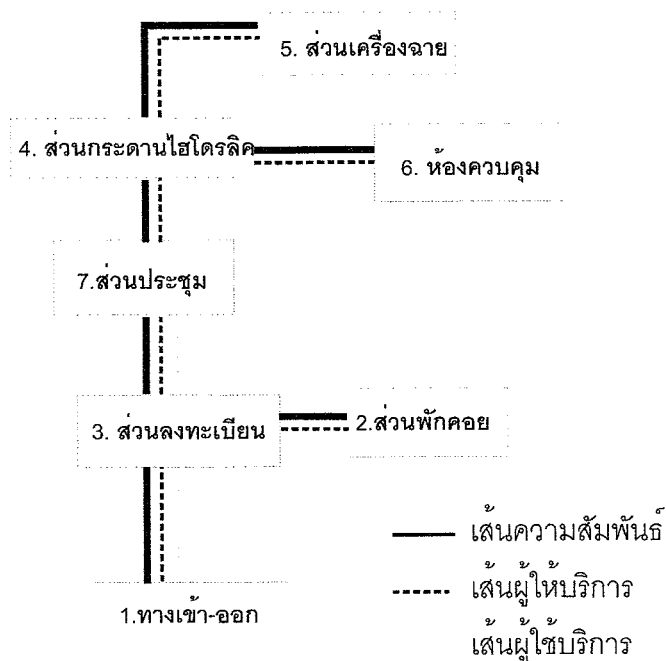 5. ส่วนเครื่องฉาย
4. ส่วนกระดานไฮโดรลิค
6. ห้องควบคุม
7.ส่วนประชุม
3. ส่วนลงทะเบียน
2.ส่วนพักคอย
1.ทางเข้า-ออก
เส้นความสัมพันธ์
เส้นผู้ให้บริการ
เส้นผู้ใช้บริการ